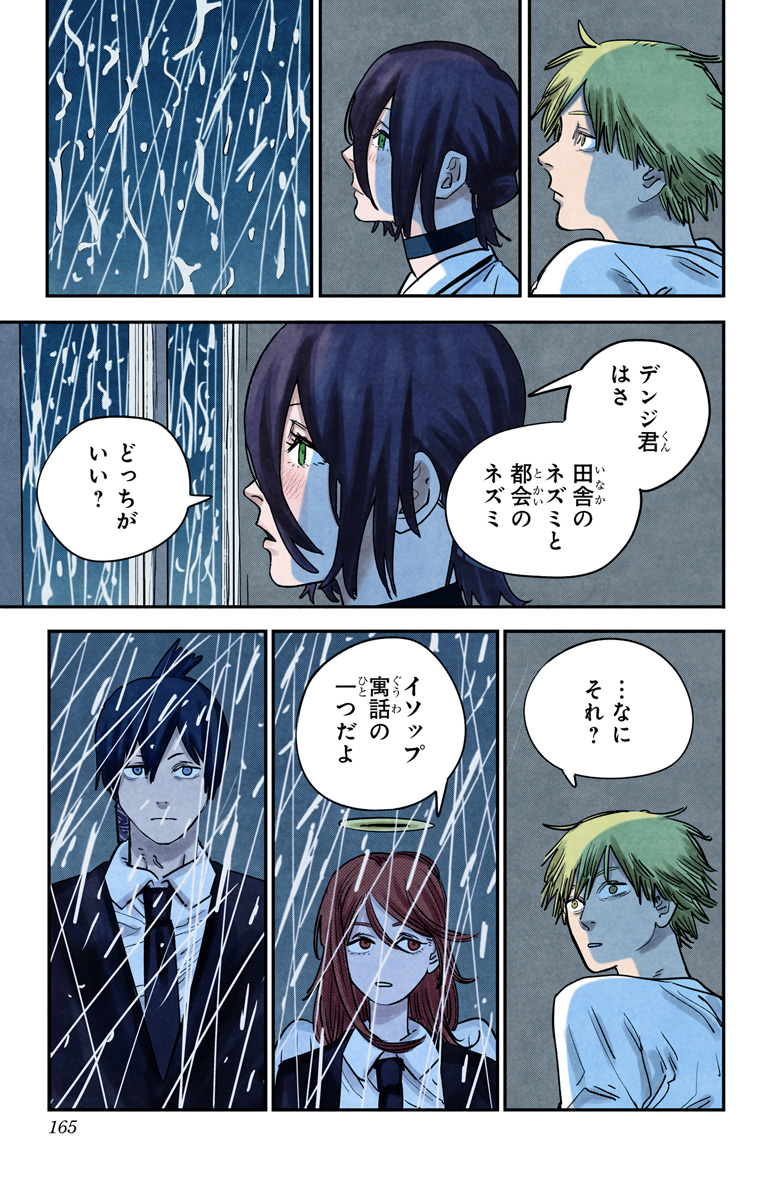 デンジ君
はさ
田舎の
ネズミと
都会の
ネズミ
どっちが
いい?
…なに
それ?
イソップ
寓話の
一つだよ
165